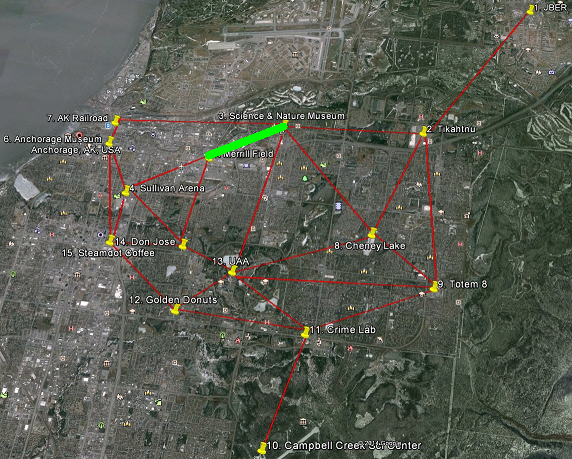 1. JBER
3. Science & Nature Museum
7. AK Railroad
2. Tikahtnu
6. Anchorage Museum
Anchorage, AK, USA
Merrill Field
4. Sullivan Arena
14. Don Jose
8. Cheney Lake
15. Steamdot Coffee
13. UAA
9. Totem 8
12. Golden Donuts
11. Crime Lab
10. Campbell Creek